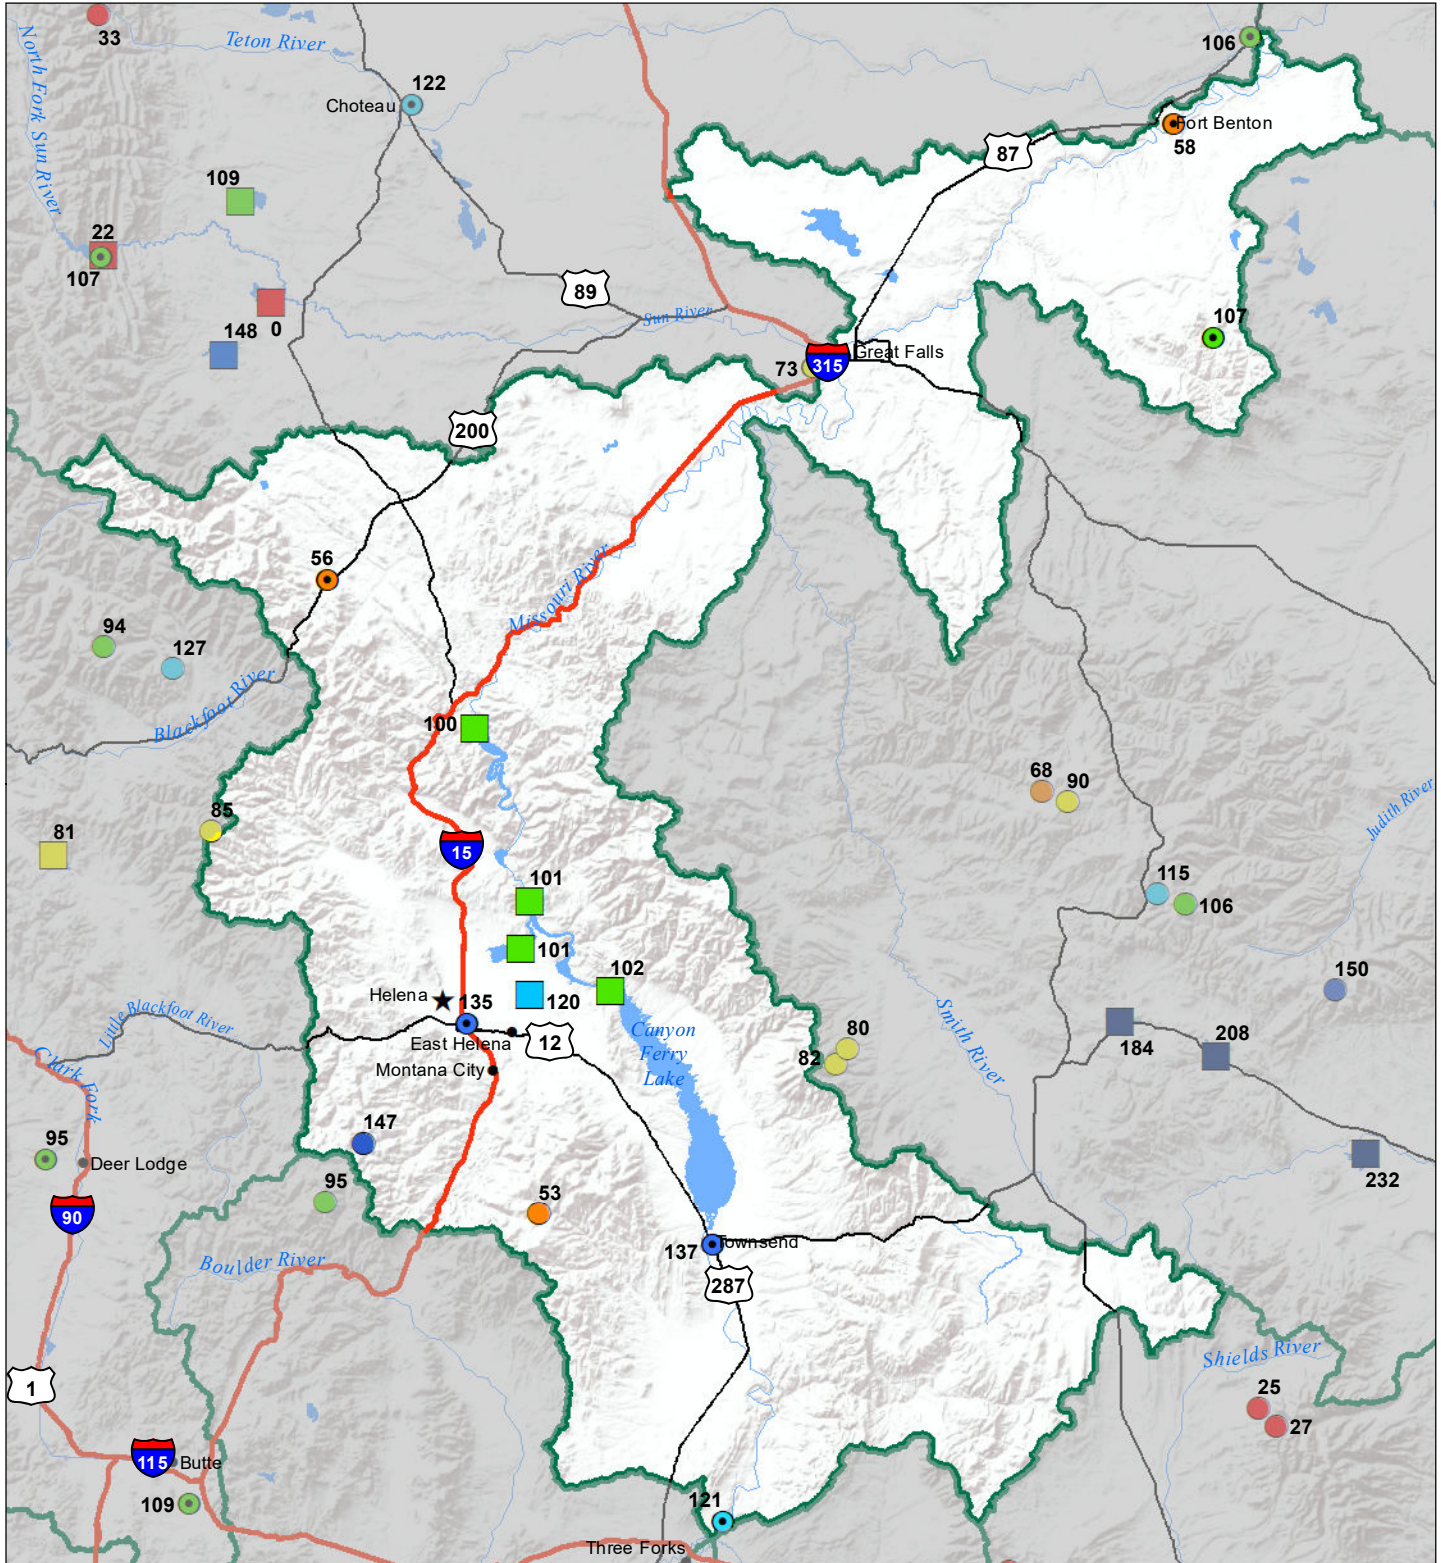 33
Teton River
106
North Fork Sun River
122
Choteau
Fort Benton
58
87
109
22
107
89
148
0
Sun River
107
73
315
Great Falls
200
56
Missouri River
94
127
Blackfoot River
100
68
90
85
81
15
Judith River
101
115
106
101
102
150
Helena
135
120
Little Blackfoot River
East Helena
12
Canyon
Ferry
Lake
80
82
Smith River
184
208
Clark Fork
Montana City
147
95
Deer Lodge
232
95
53
90
137
Townsend
Boulder River
287
Shields River
1
25
27
115
Butte
109
121
Three Forks